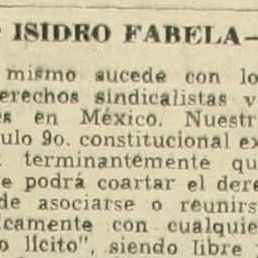 ISIDRO FABELA—
mismo sucede con lo
erechos sindicalistas y
es en México. Nuestr
ulo 9o. constitucional ex
terminantemente qu
e podrá coartar el dere
de asociarse o reunirs
icamente con cualquie
o lícito", siendo libre